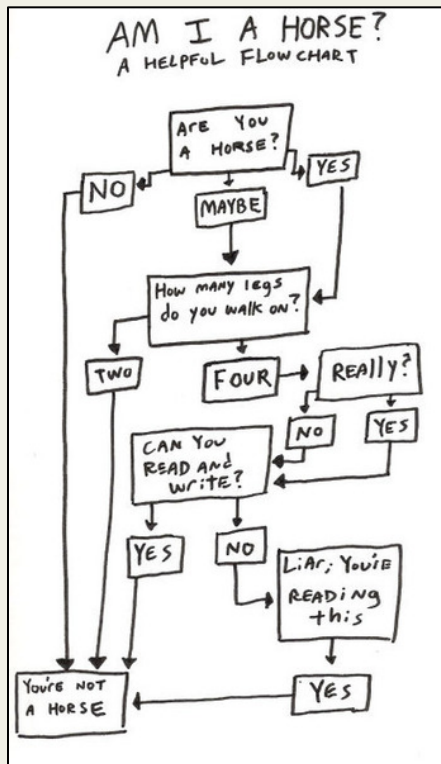 AM I A HORSE?
A HELPFUL FLOWCHART
ARE YOU
A HORSE?
NO
MAYBE
YES
How MANY legs
do you walk on?
TWO
FOUR
REAlly?
NO
YES
CAN YOU
READ ANd
WRitE?
YES
NO
LiAr; You'RE
READING
this
YES
You're NOT
A HORSE